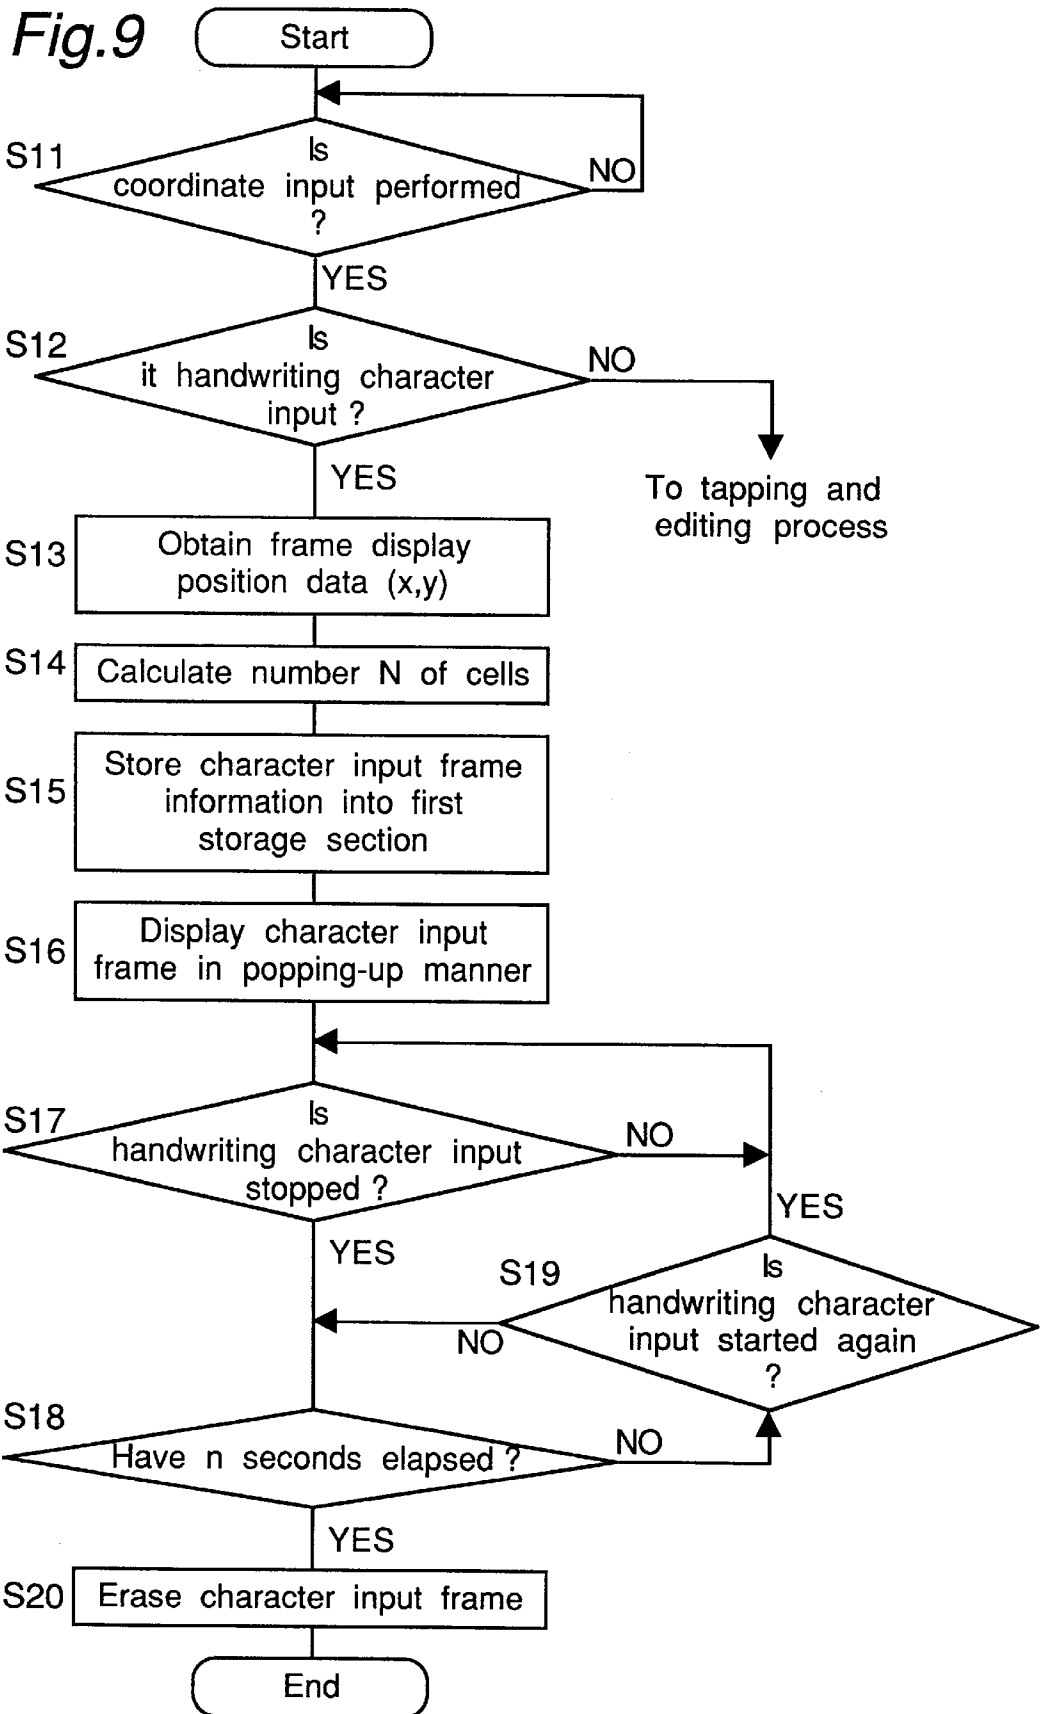 Fig.9
Start
S11
Is
coordinate input performed
?
NO
YES
S12
Is
it handwriting character
input ?
NO
YES
To tapping and
editing process
S13
Obtain frame display
position data (x,y)
S14
Calculate number N of cells
S15
Store character input frame
information into first
storage section
S16
Display character input
frame in popping-up manner
S17
Is
handwriting character input
stopped ?
NO
YES
YES
S19
Is
handwriting character
input started again
?
NO
S18
Have n seconds elapsed ?
NO
YES
S20
Erase character input frame
End